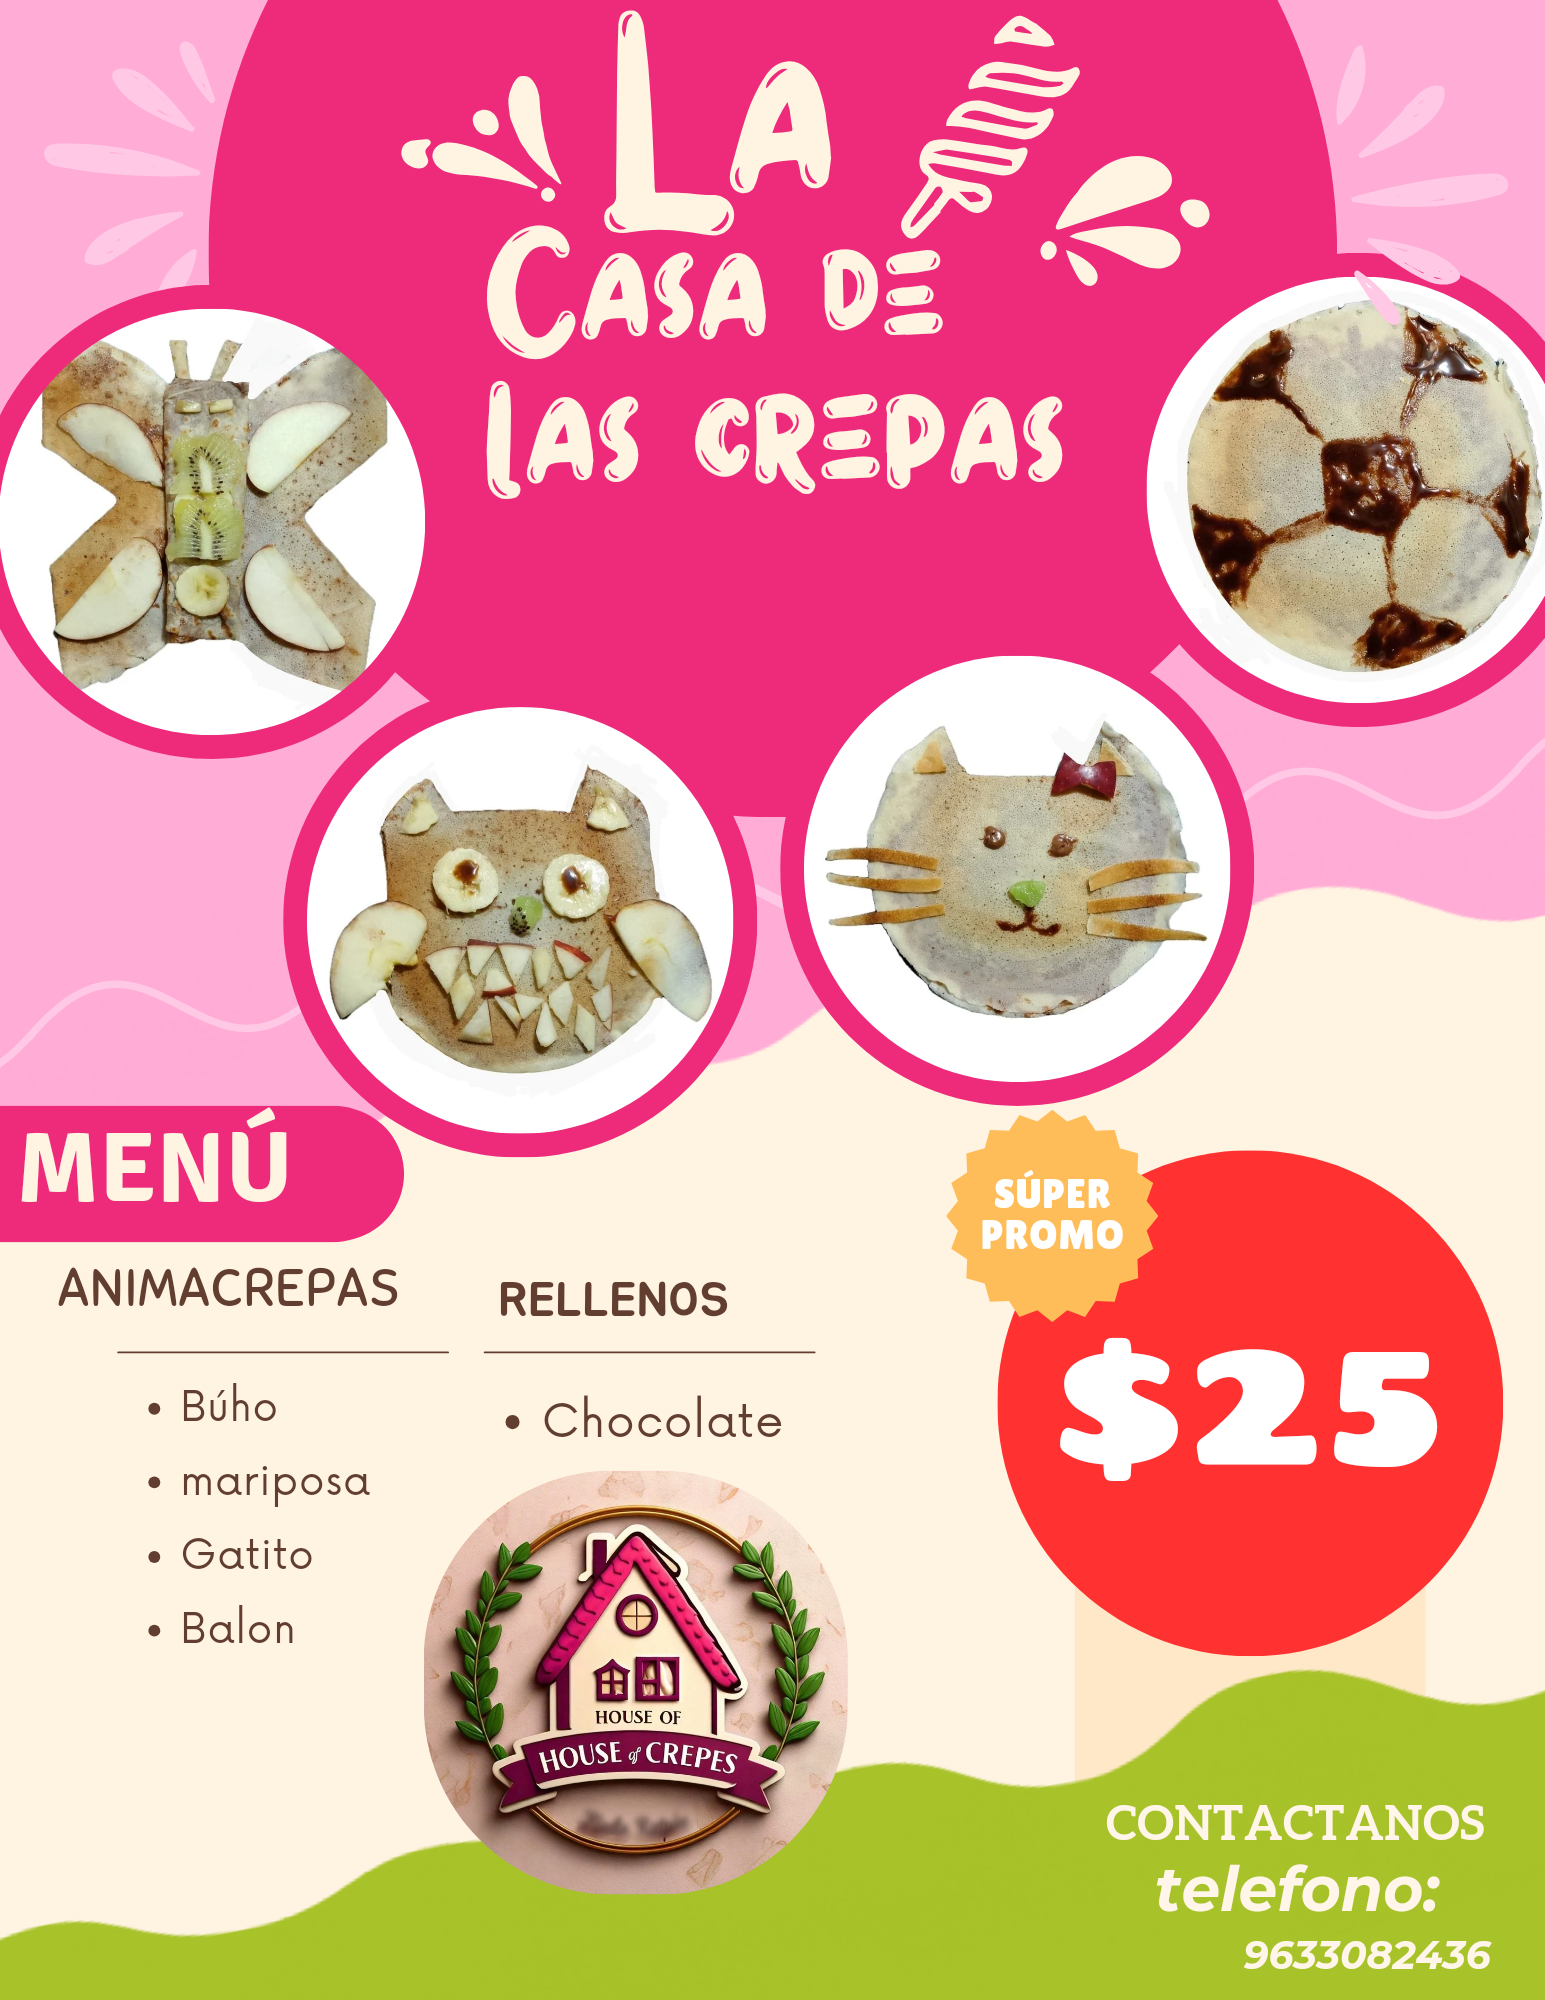 La
Casa de
las crepas
MENÚ
ANIMACREPAS
Búho
mariposa
Gatito
Balon
RELLENOS
Chocolate
SÚPER
PROMO
$25
HOUSE OF
HOUSE of CREPES
CONTACTANOS
telefono:
9633082436